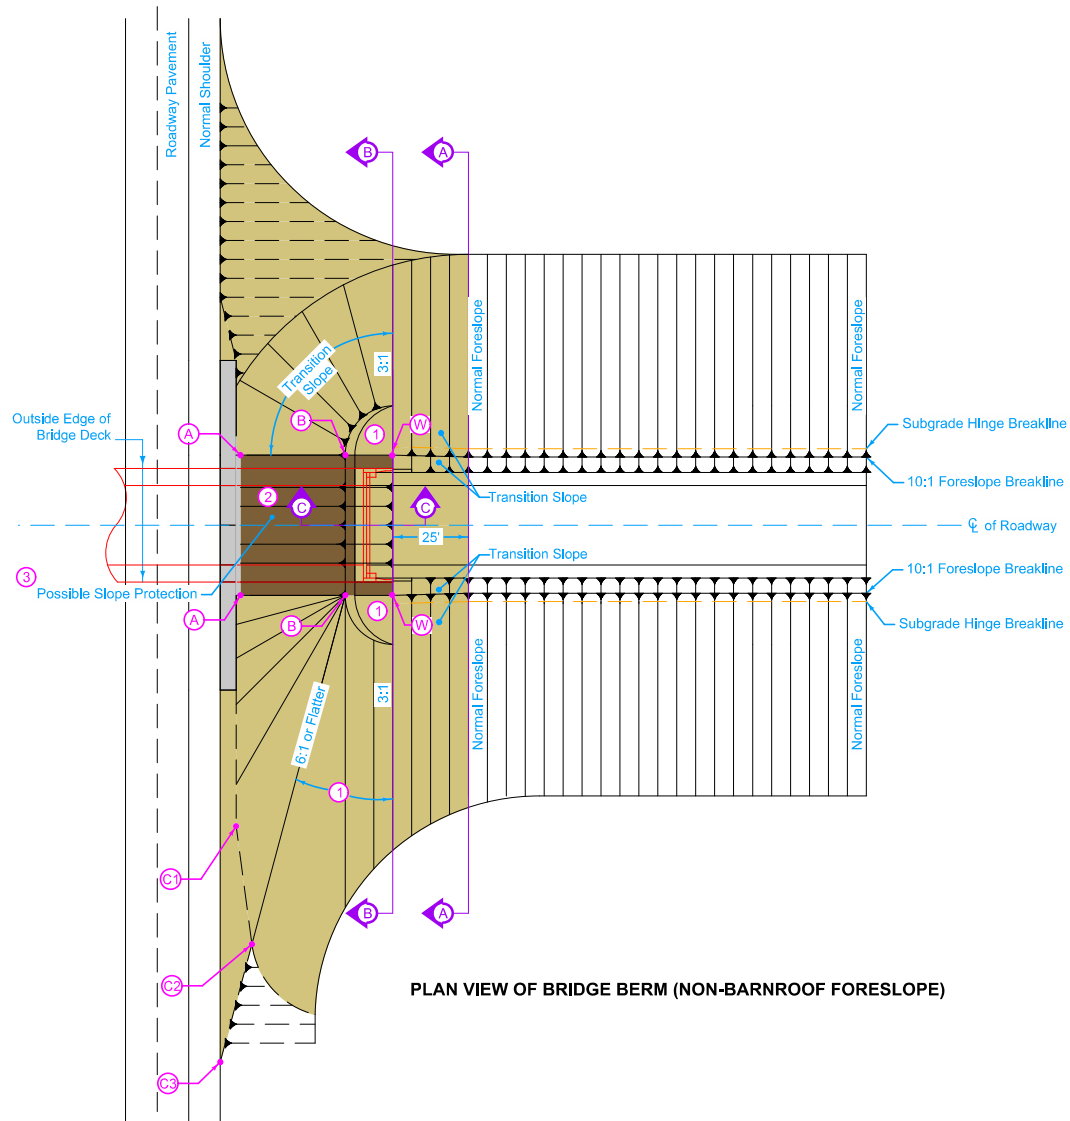 Roadway Pavement
Normal Shoulder
B
A
Normal Foreslope
Normal Foreslope
Transition
Slope
3:1
Outside Edge of
Bridge Deck
A
B
1
W
Subgrade Hinge Breakline
10:1 Foreslope Breakline
2
C
C
Transition Slope
25'
℄ of Roadway
Transition Slope
3
Possible Slope Protection
10:1 Foreslope Breakline
A
B
1
W
Subgrade Hinge Breakline
3:1
Normal Foreslope
Normal Foreslope
6:1 or Flatter
1
C1
B
A
C2
PLAN VIEW OF BRIDGE BERM (NON-BARNROOF FORESLOPE)
C3